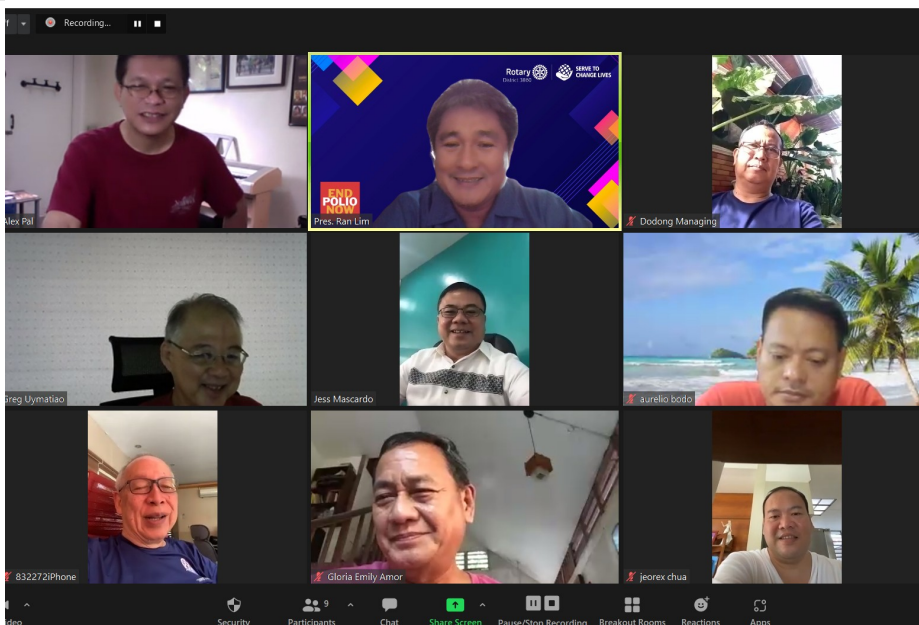 Recording...
Rotary
District 3860
SERVE TO
CHANGE LIVES
END
POLIO
NOW
Alex Pal
Pres. Ran Lim
Dodong Managing
Greg Uymatiao
Jess Mascardo
aurelio bodo
832272iPhone
Gloria Emily Amor
jeorex chua
9
Security
Participants
Chat
Share Screen
Pause/Stop Recording
Breakout Rooms
Reactions
Apps